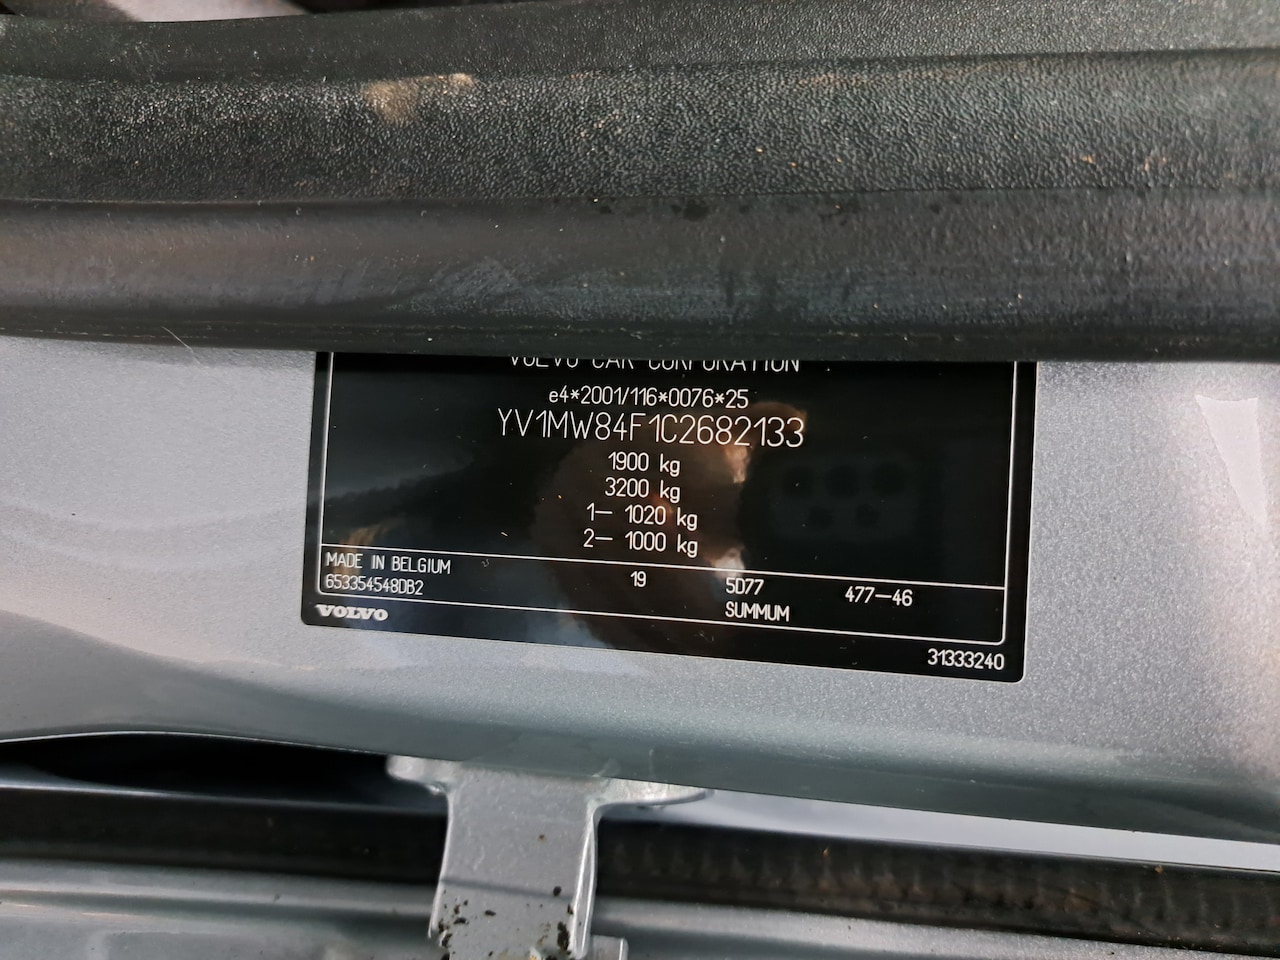 VOLVO CAR CORPORATION
e4*2001/116*0076*25
YV1MW84F1C2682133
1900 kg
3200 kg
1– 1020 kg
2– 1000 kg
MADE IN BELGIUM
653354548DB2
19
5D77
477–46
SUMMUM
VOLVO
31333240